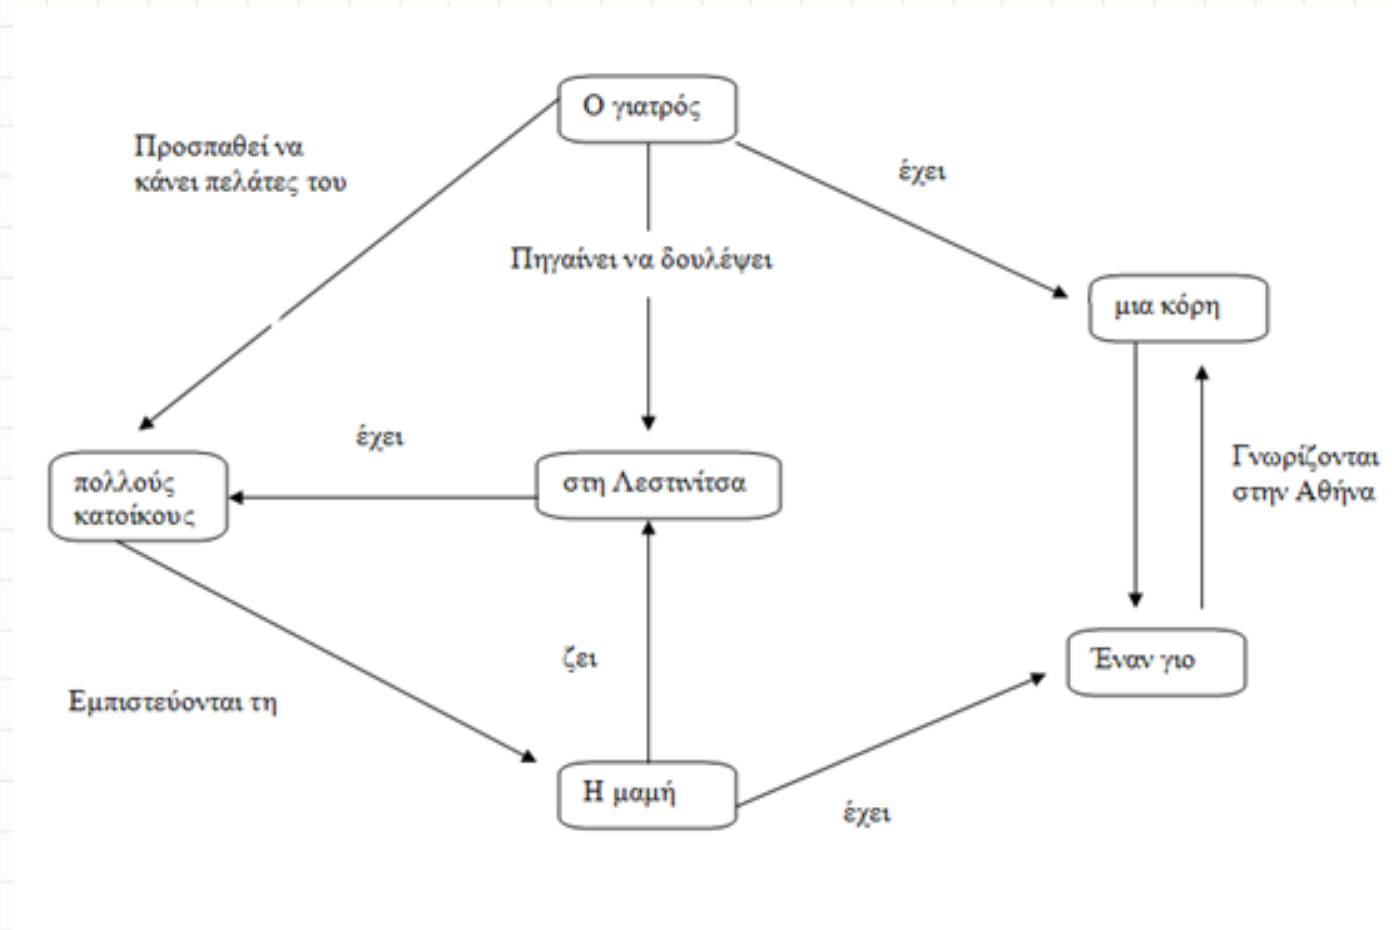 Ο γιατρός
Προσπαθεί να
κάνει πελάτες του
έχει
Πηγαίνει να δουλέψει
μια κόρη
έχει
Γνωρίζονται
στην Αθήνα
πολλούς
κατοίκους
στη Λεστινίτσα
ζει
Έναν γιο
Εμπιστεύονται τη
Η μαμή
έχει